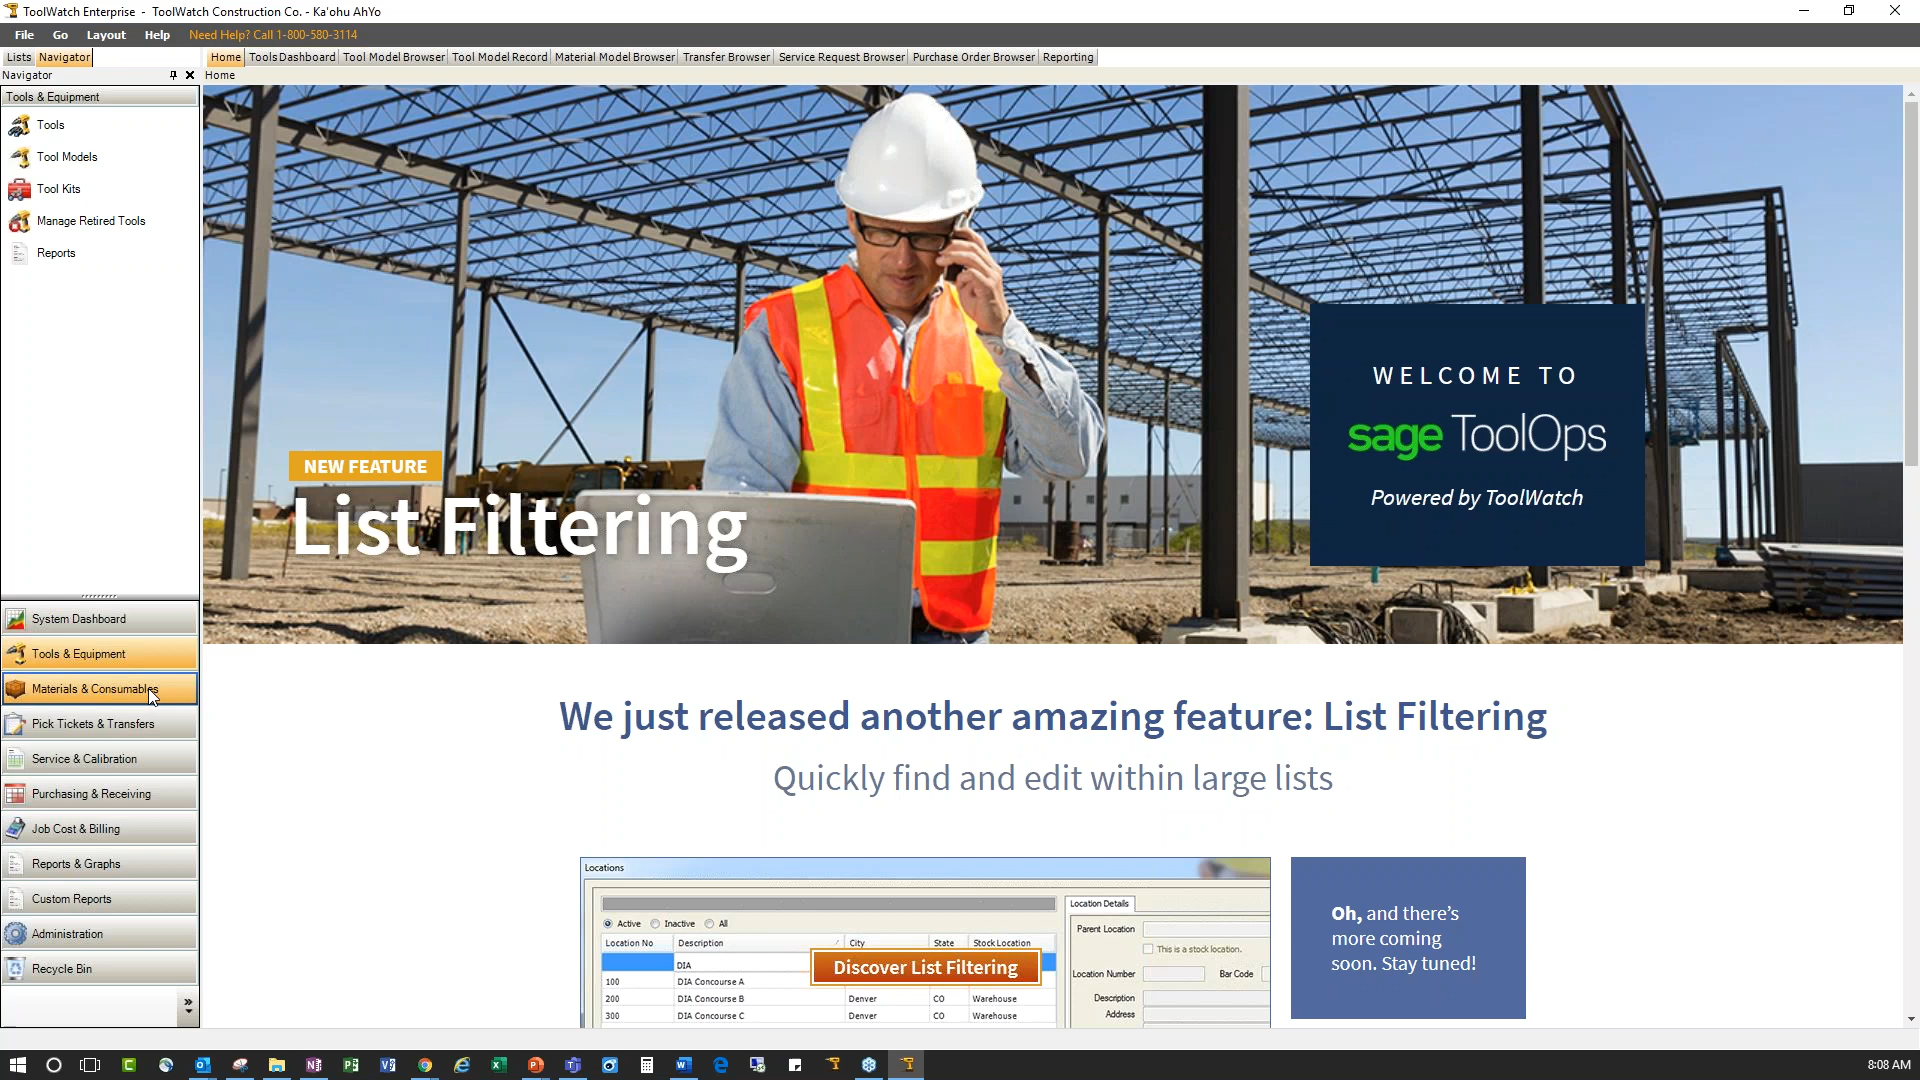 ToolWatch Enterprise - ToolWatch Construction Co. - Ka'ohu AhYo
File Go Layout Help Need Help? Call 1-800-580-3114
Lists Navigator Home Tools Dashboard Tool Model Browser Tool Model Record Material Model Browser Transfer Browser Service Request Browser Purchase Order Browser Reporting
Navigator Home
Tools & Equipment
Tools
Tool Models
Tool Kits
Manage Retired Tools
Reports
WELCOME TO
sage ToolOps
Powered by ToolWatch
NEW FEATURE
List Filtering
System Dashboard
Tools & Equipment
Materials & Consumables
Pick Tickets & Transfers
Service & Calibration
Purchasing & Receiving
Job Cost & Billing
Reports & Graphs
Custom Reports
Administration
Recycle Bin
We just released another amazing feature: List Filtering
Quickly find and edit within large lists
Locations
Active Inactive All
Location No Description City State Stock Location
DIA
100 DIA Concourse A
200 DIA Concourse B Denver CO Warehouse
300 DIA Concourse C Denver CO Warehouse
Discover List Filtering
Location Details
Parent Location
This is a stock location.
Location Number Bar Code
Description
Address
Oh, and there's
more coming
soon. Stay tuned!
8:08 AM